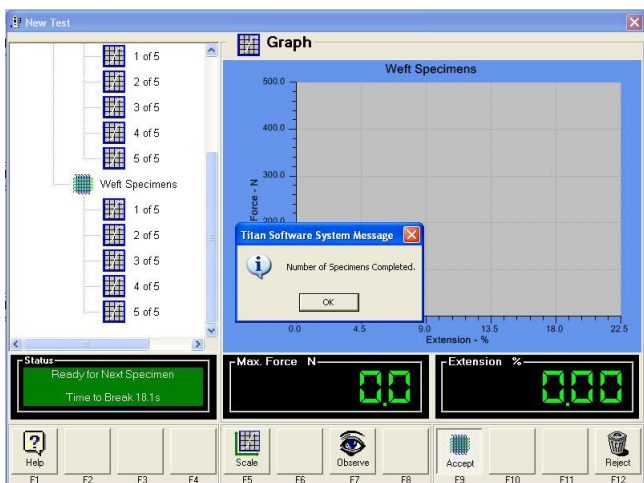 New Test
1 of 5
2 of 5
3 of 5
4 of 5
5 of 5
Weft Specimens
1 of 5
2 of 5
3 of 5
4 of 5
5 of 5
Graph
Weft Specimens
500.0
400.0
300.0
200.0
Force - N
0.0 4.5 9.0 13.5 18.0 22.5
Extension - %
Titan Software System Message
Number of Specimens Completed.
OK
Status
Ready for Next Specimen
Time to Break 18.1s
Max. Force N
0.0
Extension %
0.00
Help Scale Observe Accept Reject
F1 F2 F3 F4 F5 F6 F7 F8 F9 F10 F11 F12